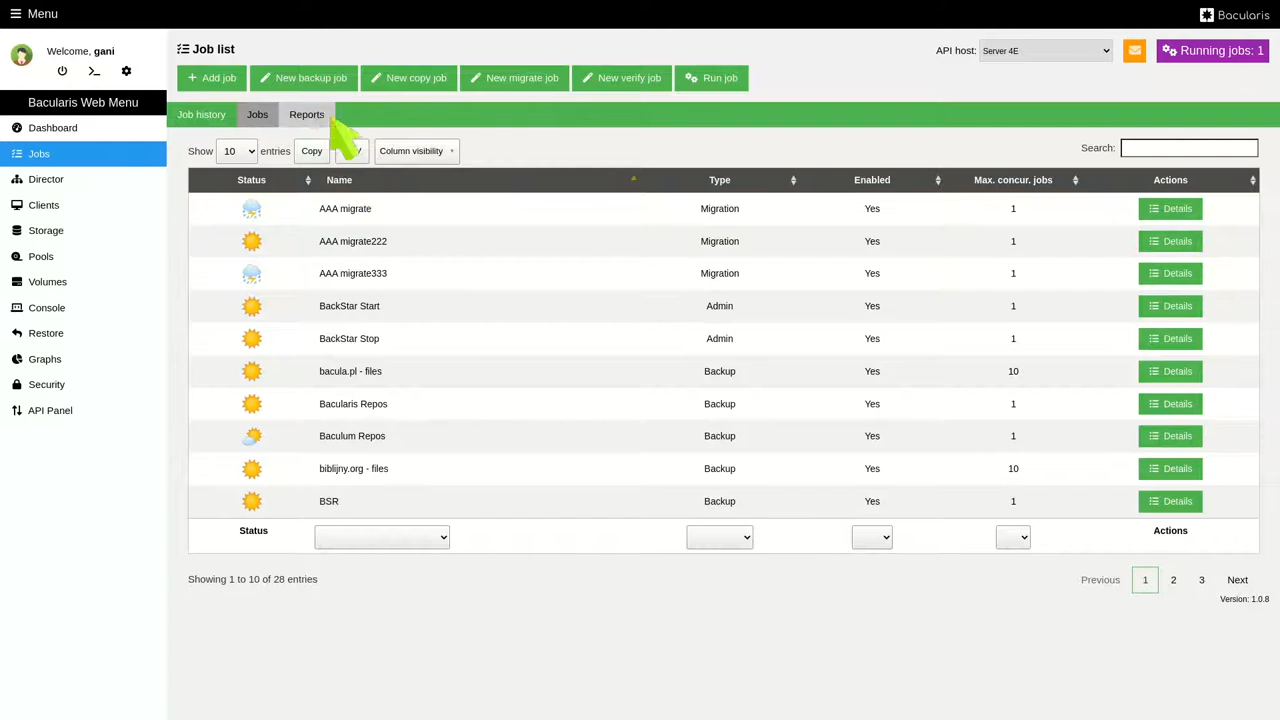 Menu
Bacularis
Welcome, gani
Job list
API host: Server 4E
Running jobs: 1
Add job
New backup job
New copy job
New migrate job
New verify job
Run job
Bacularis Web Menu
Job history
Jobs
Reports
Dashboard
Jobs
Director
Clients
Storage
Pools
Volumes
Console
Restore
Graphs
Security
API Panel
Show 10 entries
Copy
Column visibility
Search:
Status Name Type Enabled Max. concur. jobs Actions
AAA migrate Migration Yes 1 Details
AAA migrate222 Migration Yes 1 Details
AAA migrate333 Migration Yes 1 Details
BackStar Start Admin Yes 1 Details
BackStar Stop Admin Yes 1 Details
bacula.pl - files Backup Yes 10 Details
Bacularis Repos Backup Yes 1 Details
Baculum Repos Backup Yes 1 Details
biblijny.org - files Backup Yes 10 Details
BSR Backup Yes 1 Details
Status Actions
Showing 1 to 10 of 28 entries
Previous 1 2 3 Next
Version: 1.0.8